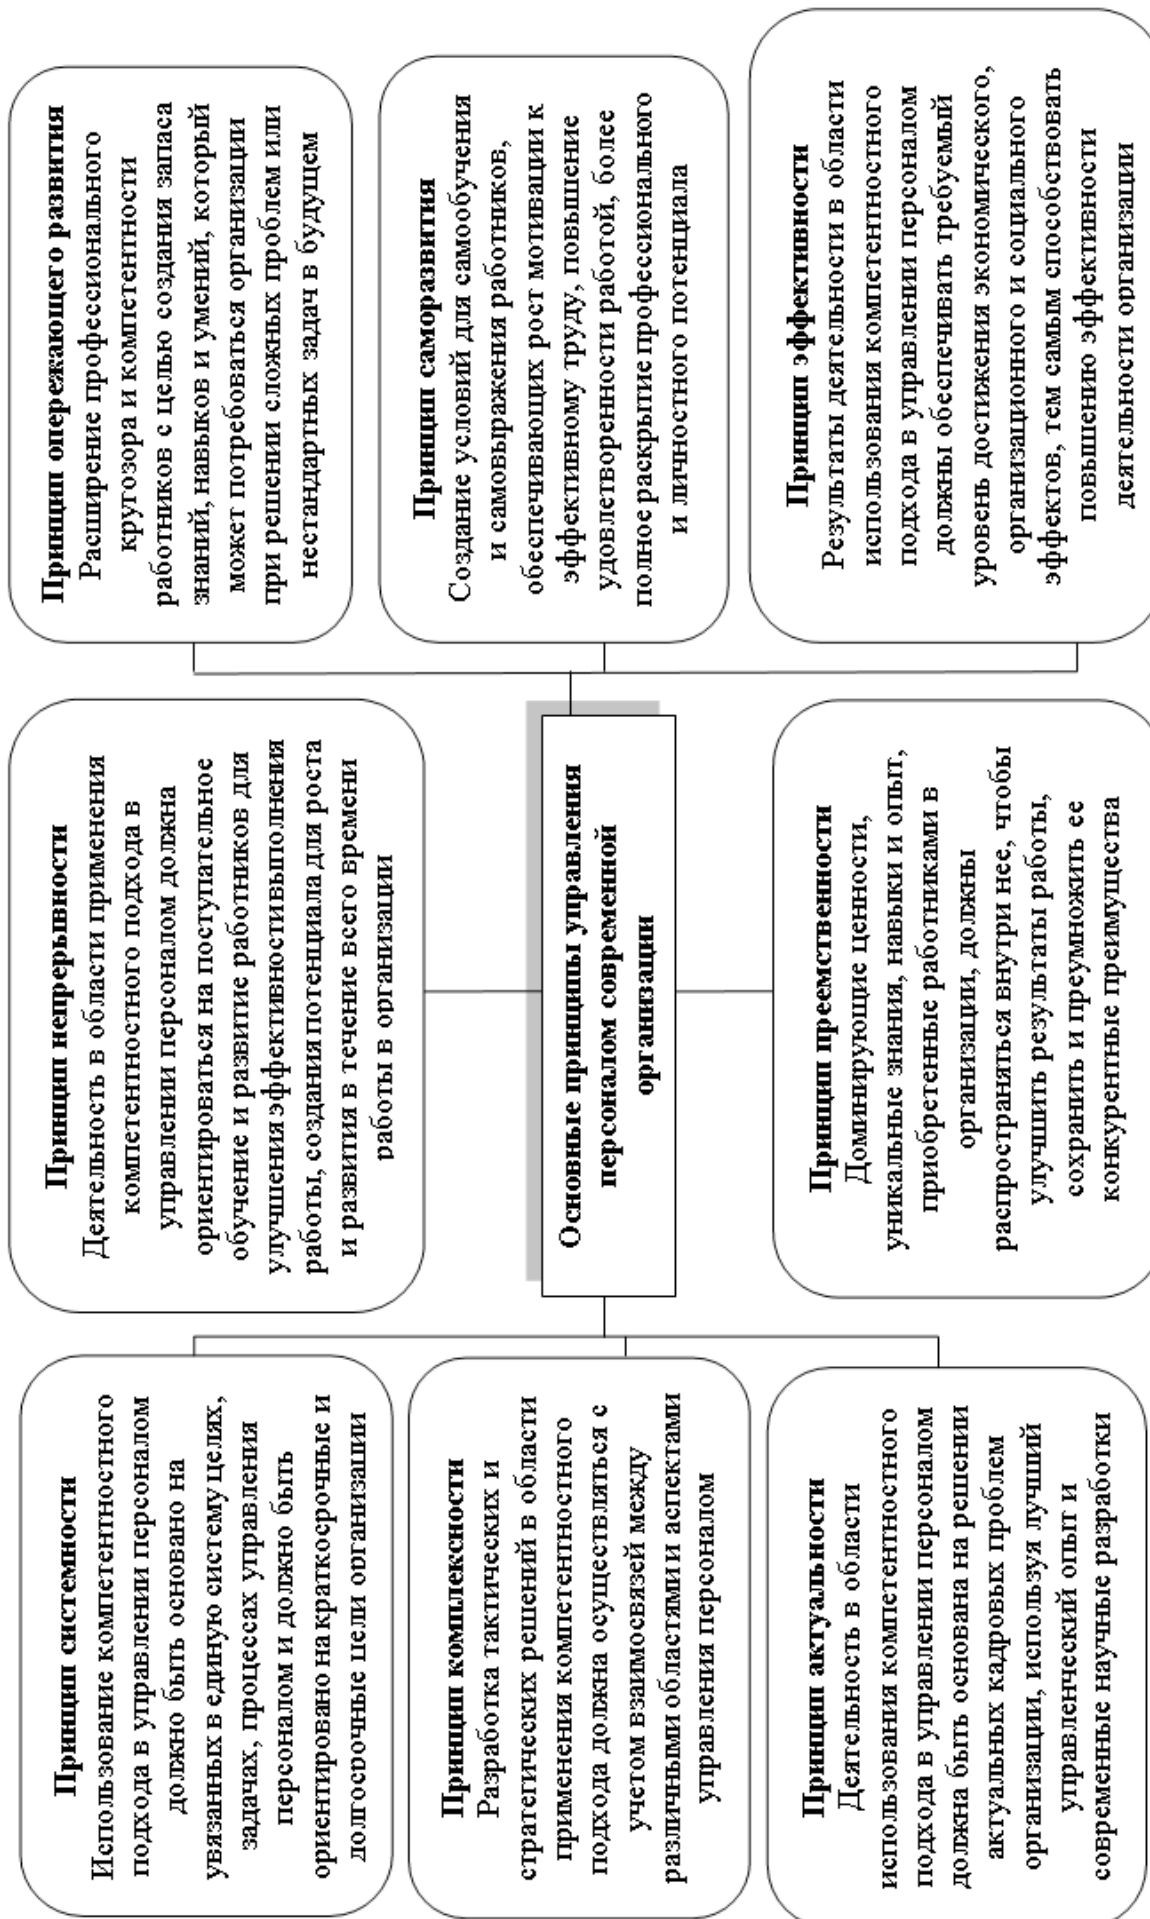 Принцип системности
Использование компетентностного
подхода в управлении персоналом
должно быть основано на
увязанных в единую систему целях,
задачах, процессах управления
персоналом и должно быть
ориентировано на краткосрочные и
долгосрочные цели организации
Принцип комплексности
Разработка тактических и
стратегических решений в области
применения компетентностного
подхода должна осуществляться с
учетом взаимосвязей между
различными областями и аспектами
управления персоналом
Принцип актуальности
Деятельность в области
использования компетентностного
подхода в управлении персоналом
должна быть основана на решении
актуальных кадровых проблем
организации, используя лучший
управленческий опыт и
современные научные разработки
Принцип непрерывности
Деятельность в области применения
компетентностного подхода в
управлении персоналом должна
ориентироваться на поступательное
обучение и развитие работников для
улучшения эффективностивыполнения
работы, создания потенциала для роста
и развития в течение всего времени
работы в организации
Основные принципы управления
персоналом современной
организации
Принцип преемственности
Доминирующие ценности,
уникальные знания, навыки и опыт,
приобретенные работниками в
организации, должны
распространяться внутри нее, чтобы
улучшить результаты работы,
сохранить и преумножить ее
конкурентные преимущества
Принцип опережающего развития
Расширение профессионального
кругозора и компетентности
работников с целью создания запаса
знаний, навыков и умений, который
может потребоваться организации
при решении сложных проблем или
нестандартных задач в будущем
Принцип саморазвития
Создание условий для самообучения
и самовыражения работников,
обеспечивающих рост мотивации к
эффективному труду, повышение
удовлетворенности работой, более
полное раскрытие профессионального
и личностного потенциала
Принцип эффективности
Результаты деятельности в области
использования компетентностного
подхода в управлении персоналом
должны обеспечивать требуемый
уровень достижения экономического,
организационного и социального
эффектов, тем самым способствовать
повышению эффективности
деятельности организации